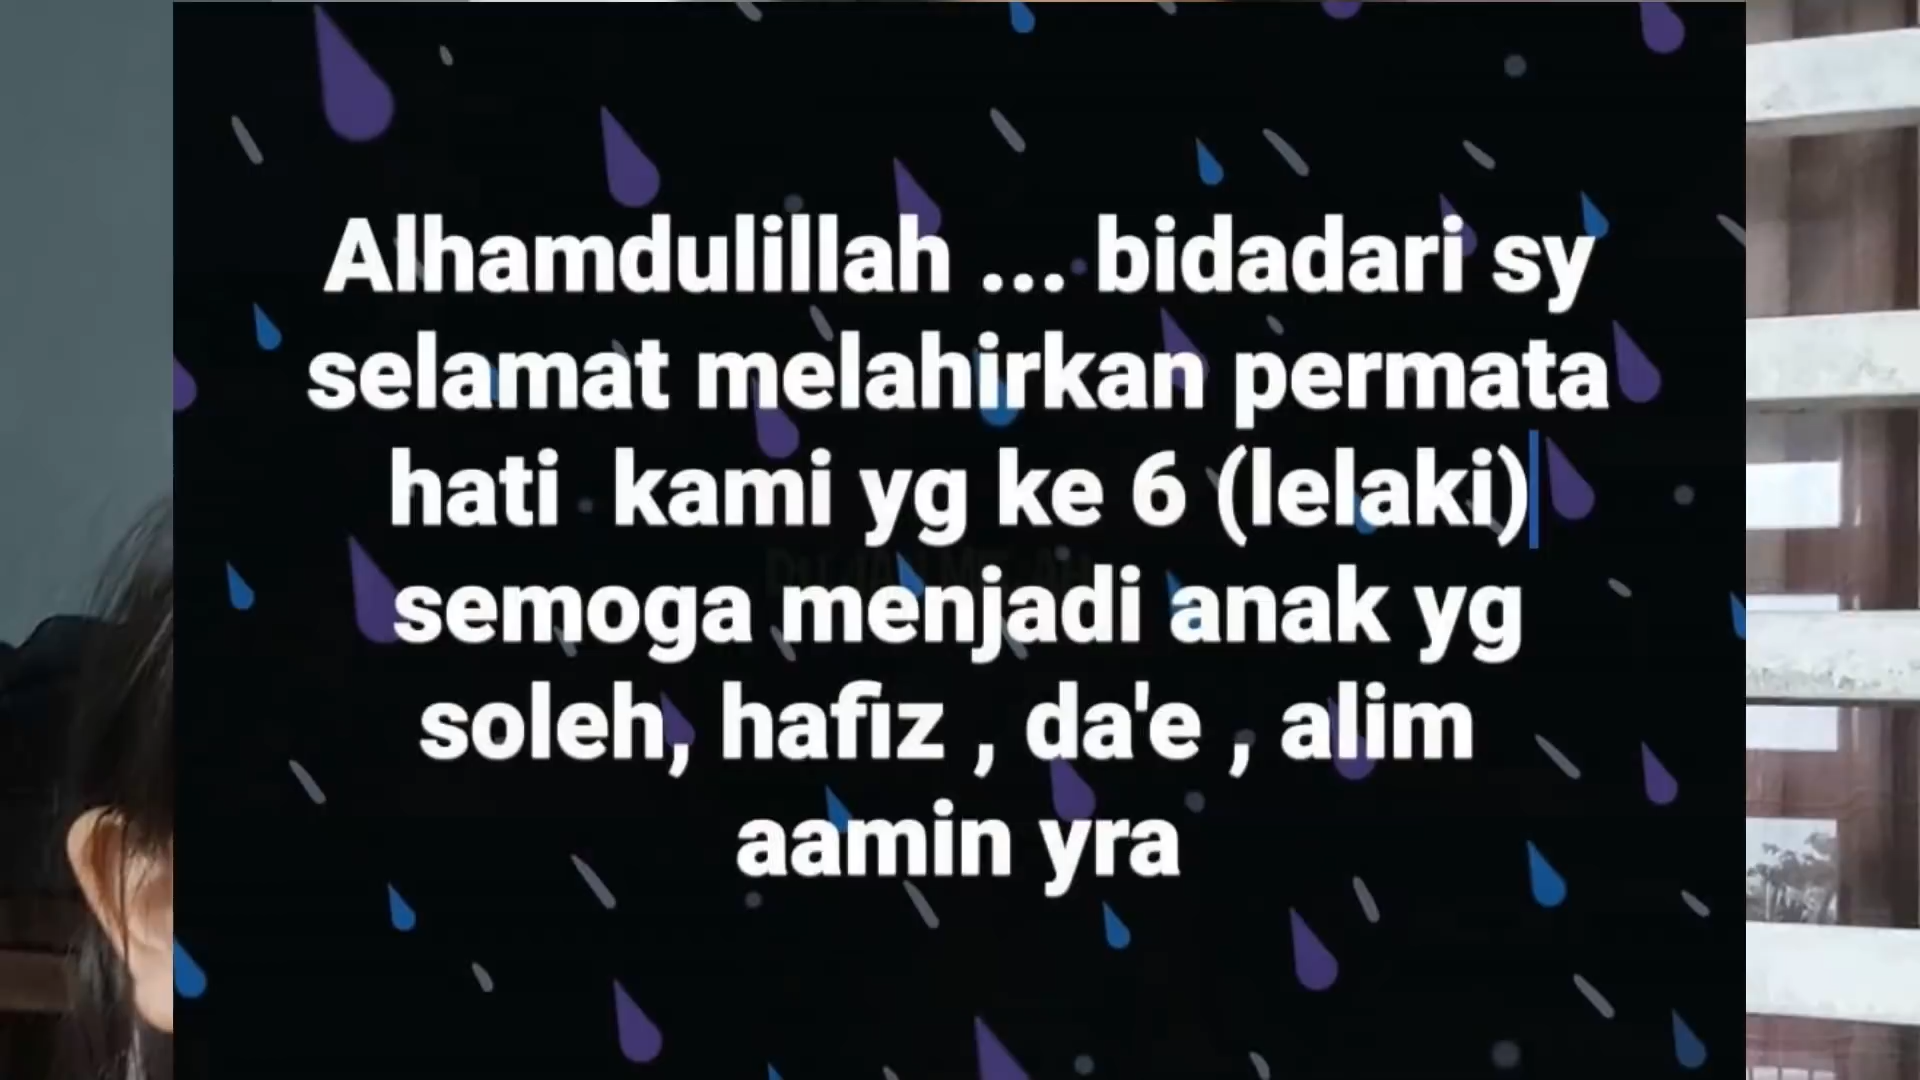 Alhamdulillah ... bidadari sy
selamat melahirkan permata
hati kami yg ke 6 (lelaki)
semoga menjadi anak yg
soleh, hafiz , da'e , alim
aamin yra